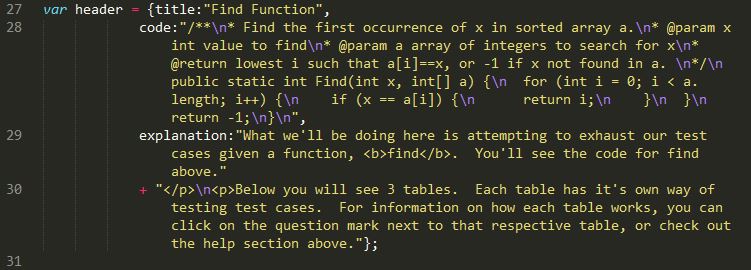 27 var header = {title:"Find Function",
28 code:"/**\n* Find the first occurrence of x in sorted array a.\n* @param x
int value to find\n* @param a array of integers to search for x\n*
@return lowest i such that a[i]==x, or -1 if x not found in a. \n*/\n
public static int Find(int x, int[] a) {\n  for (int i = 0; i < a.
length; i++) {\n    if (x == a[i]) {\n      return i;\n    }\n  }\n
return -1;\n}\n",
29 explanation:"What we'll be doing here is attempting to exhaust our test
cases given a function, <b>find</b>.  You'll see the code for find
above."
30 + "</p>\n<p>Below you will see 3 tables.  Each table has it's own way of
testing test cases.  For information on how each table works, you can
click on the question mark next to that respective table, or check out
the help section above."};
31